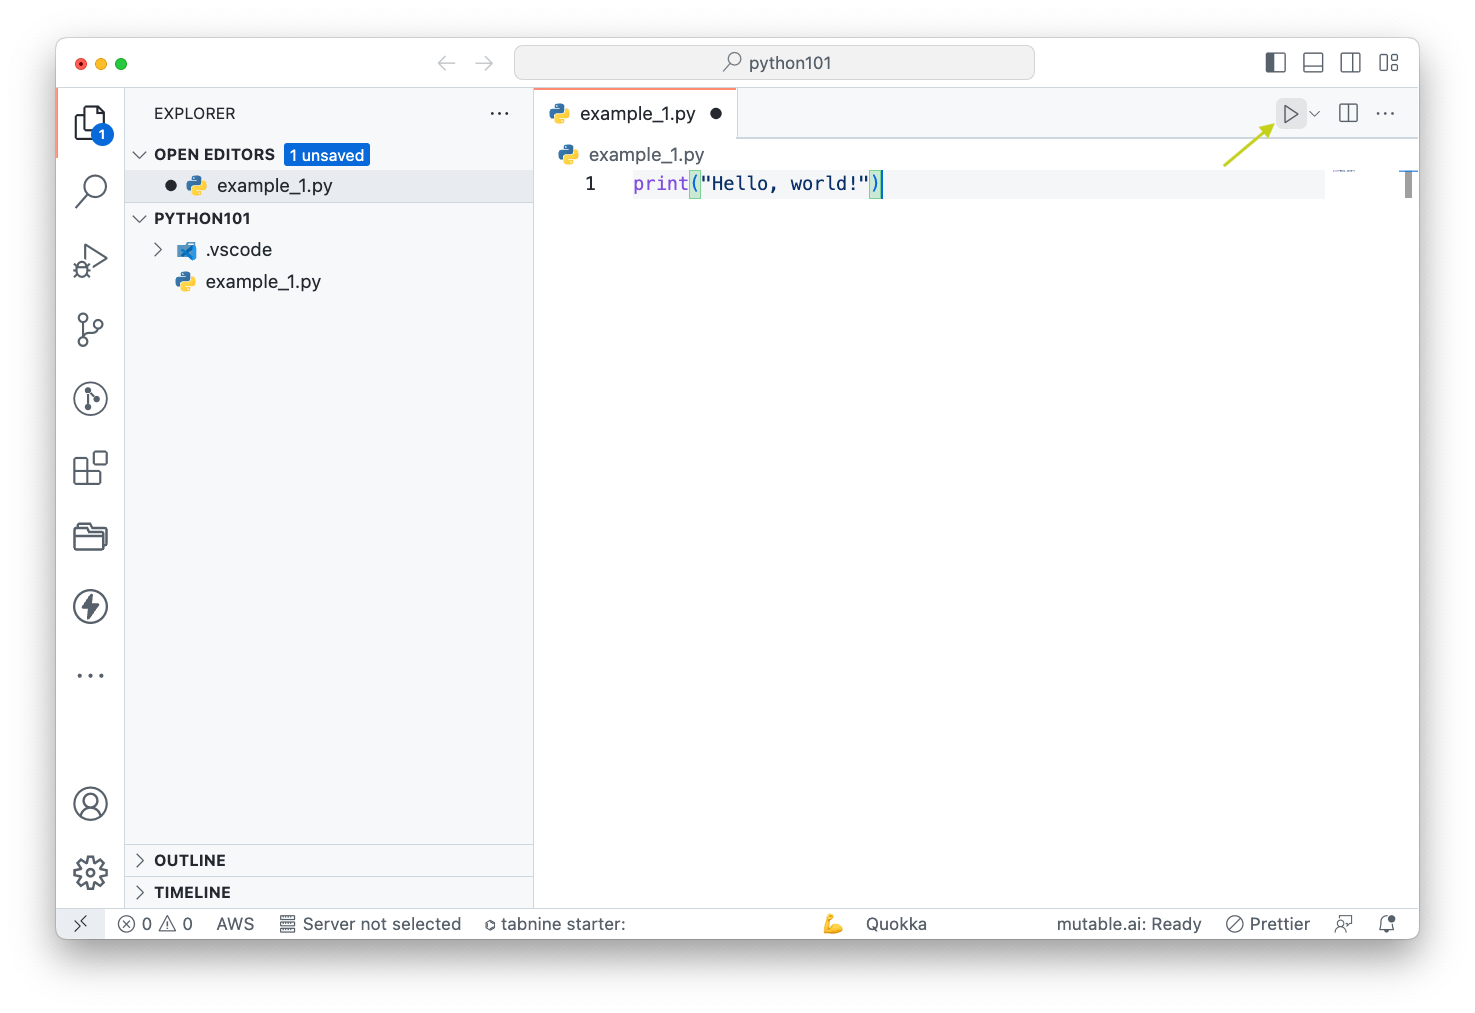 python101
EXPLORER
1
OPEN EDITORS 1 unsaved
example_1.py
PYTHON101
.vscode
example_1.py
OUTLINE
TIMELINE
example_1.py
example_1.py
1 print("Hello, world!")
0 0 AWS Server not selected tabnine starter: Quokka mutable.ai: Ready Prettier